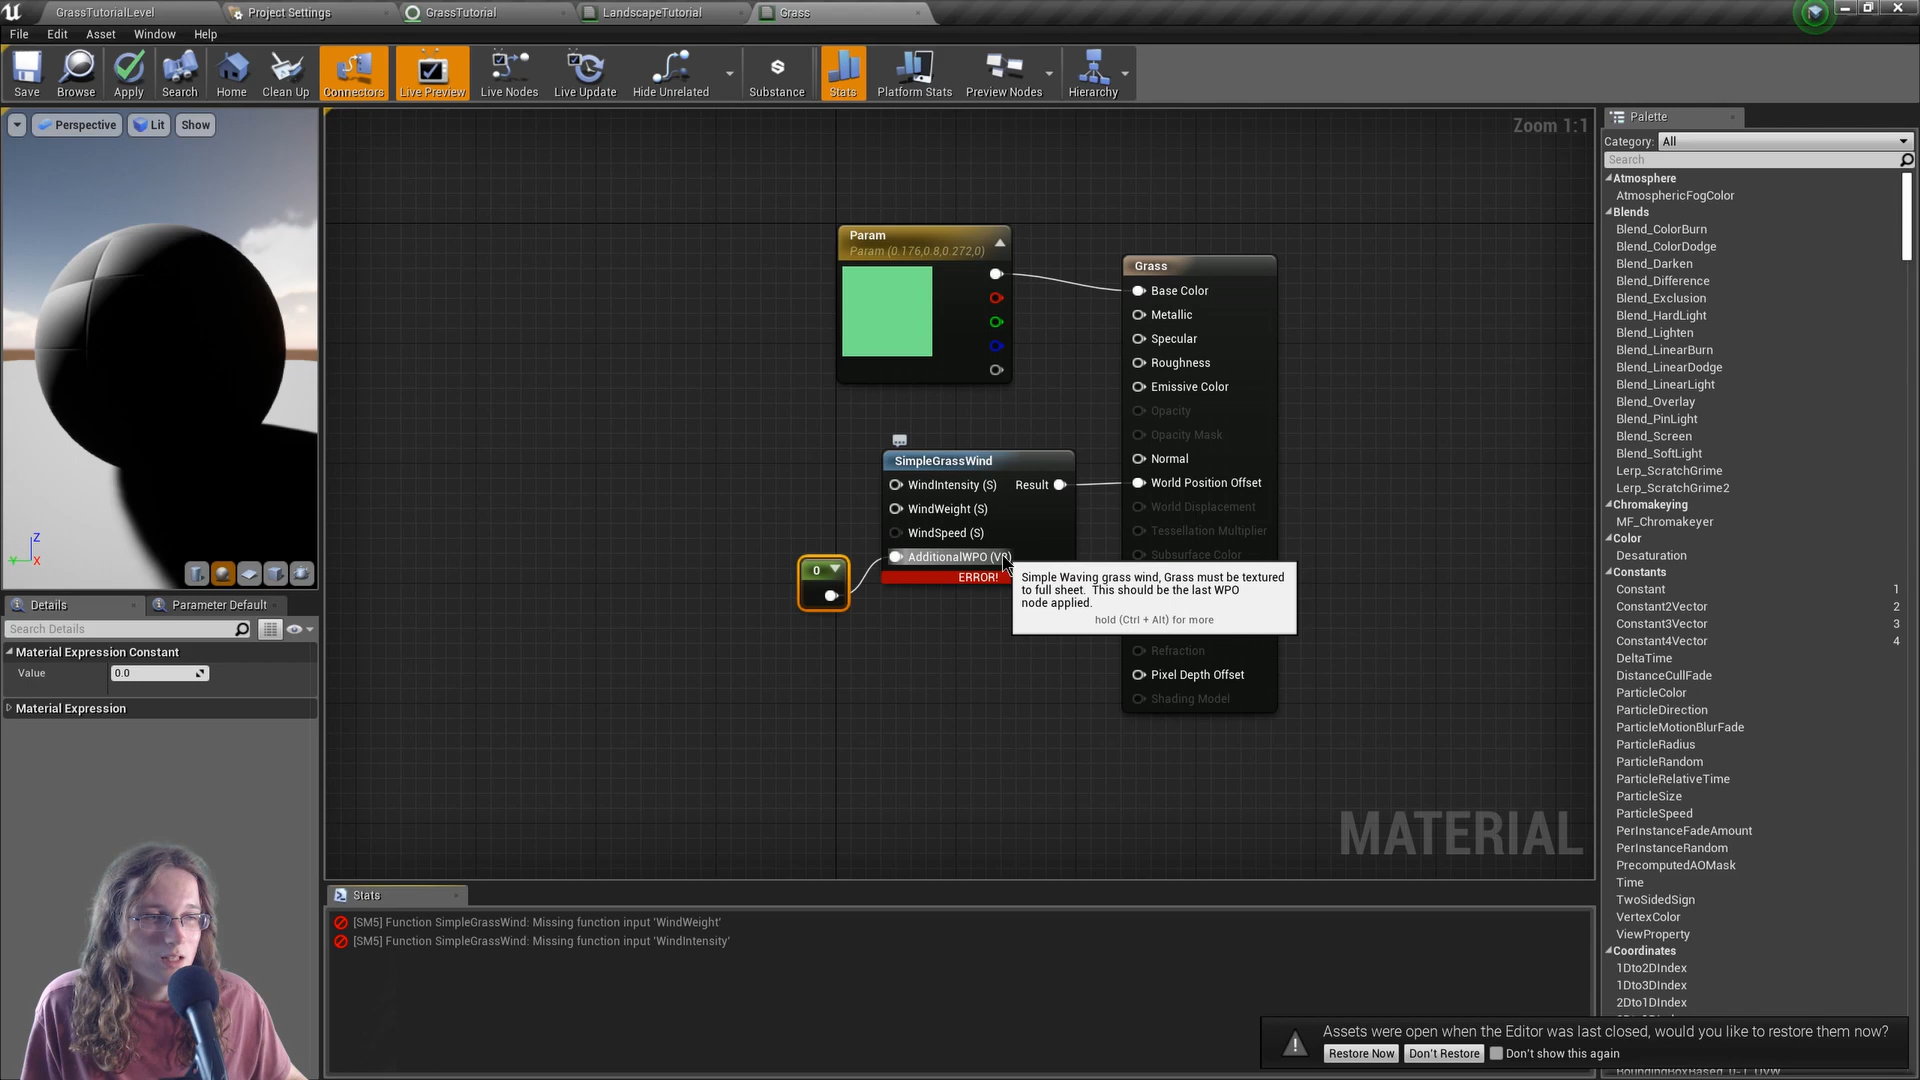 GrassTutorialLevel
Project Settings
GrassTutorial
LandscapeTutorial
Grass
File Edit Asset Window Help
Save
Browse
Apply
Search
Home
Clean Up
Connectors
Live Preview
Live Nodes
Live Update
Hide Unrelated
Substance
Stats
Platform Stats
Preview Nodes
Hierarchy
Perspective
Lit
Show
Zoom 1:1
Z
Y
X
Param
Param (0.176,0.8,0.272,0)
Grass
Base Color
Metallic
Specular
Roughness
Emissive Color
Opacity
Opacity Mask
Normal
World Position Offset
World Displacement
Tessellation Multiplier
Subsurface Color
Refraction
Pixel Depth Offset
Shading Model
SimpleGrassWind
WindIntensity (S) Result
WindWeight (S)
WindSpeed (S)
AdditionalWPO (V3)
ERROR!
0
Simple Waving grass wind, Grass must be textured
to full sheet. This should be the last WPO
node applied.
hold (Ctrl + Alt) for more
MATERIAL
Details
Parameter Default
Search Details
Material Expression Constant
Value 0.0
Material Expression
Stats
[SM5] Function SimpleGrassWind: Missing function input 'WindWeight'
[SM5] Function SimpleGrassWind: Missing function input 'WindIntensity'
Palette
Category: All
Search
Atmosphere
AtmosphericFogColor
Blends
Blend_ColorBurn
Blend_ColorDodge
Blend_Darken
Blend_Difference
Blend_Exclusion
Blend_HardLight
Blend_Lighten
Blend_LinearBurn
Blend_LinearDodge
Blend_LinearLight
Blend_Overlay
Blend_PinLight
Blend_Screen
Blend_SoftLight
Lerp_ScratchGrime
Lerp_ScratchGrime2
Chromakeying
MF_Chromakeyer
Color
Desaturation
Constants
Constant 1
Constant2Vector 2
Constant3Vector 3
Constant4Vector 4
DeltaTime
DistanceCullFade
ParticleColor
ParticleDirection
ParticleMotionBlurFade
ParticleRadius
ParticleRandom
ParticleRelativeTime
ParticleSize
ParticleSpeed
PerInstanceFadeAmount
PerInstanceRandom
PrecomputedAOMask
Time
TwoSidedSign
VertexColor
ViewProperty
Coordinates
1Dto2DIndex
1Dto3DIndex
2Dto1DIndex
Assets were open when the Editor was last closed, would you like to restore them now?
Restore Now
Don't Restore
Don't show this again